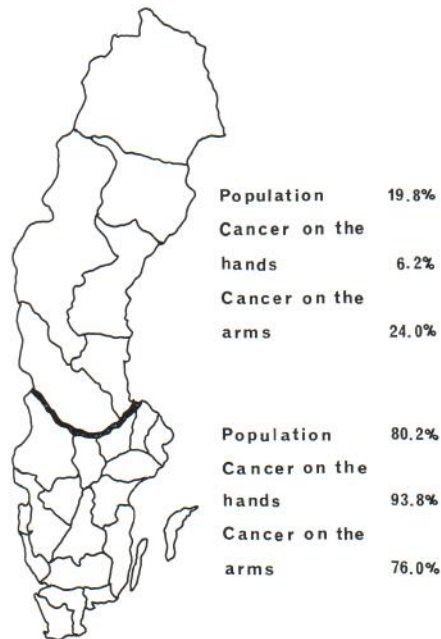 Population 19.8%
Cancer on the
hands 6.2%
Cancer on the
arms 24.0%
Population 80.2%
Cancer on the
hands 93.8%
Cancer on the
arms 76.0%